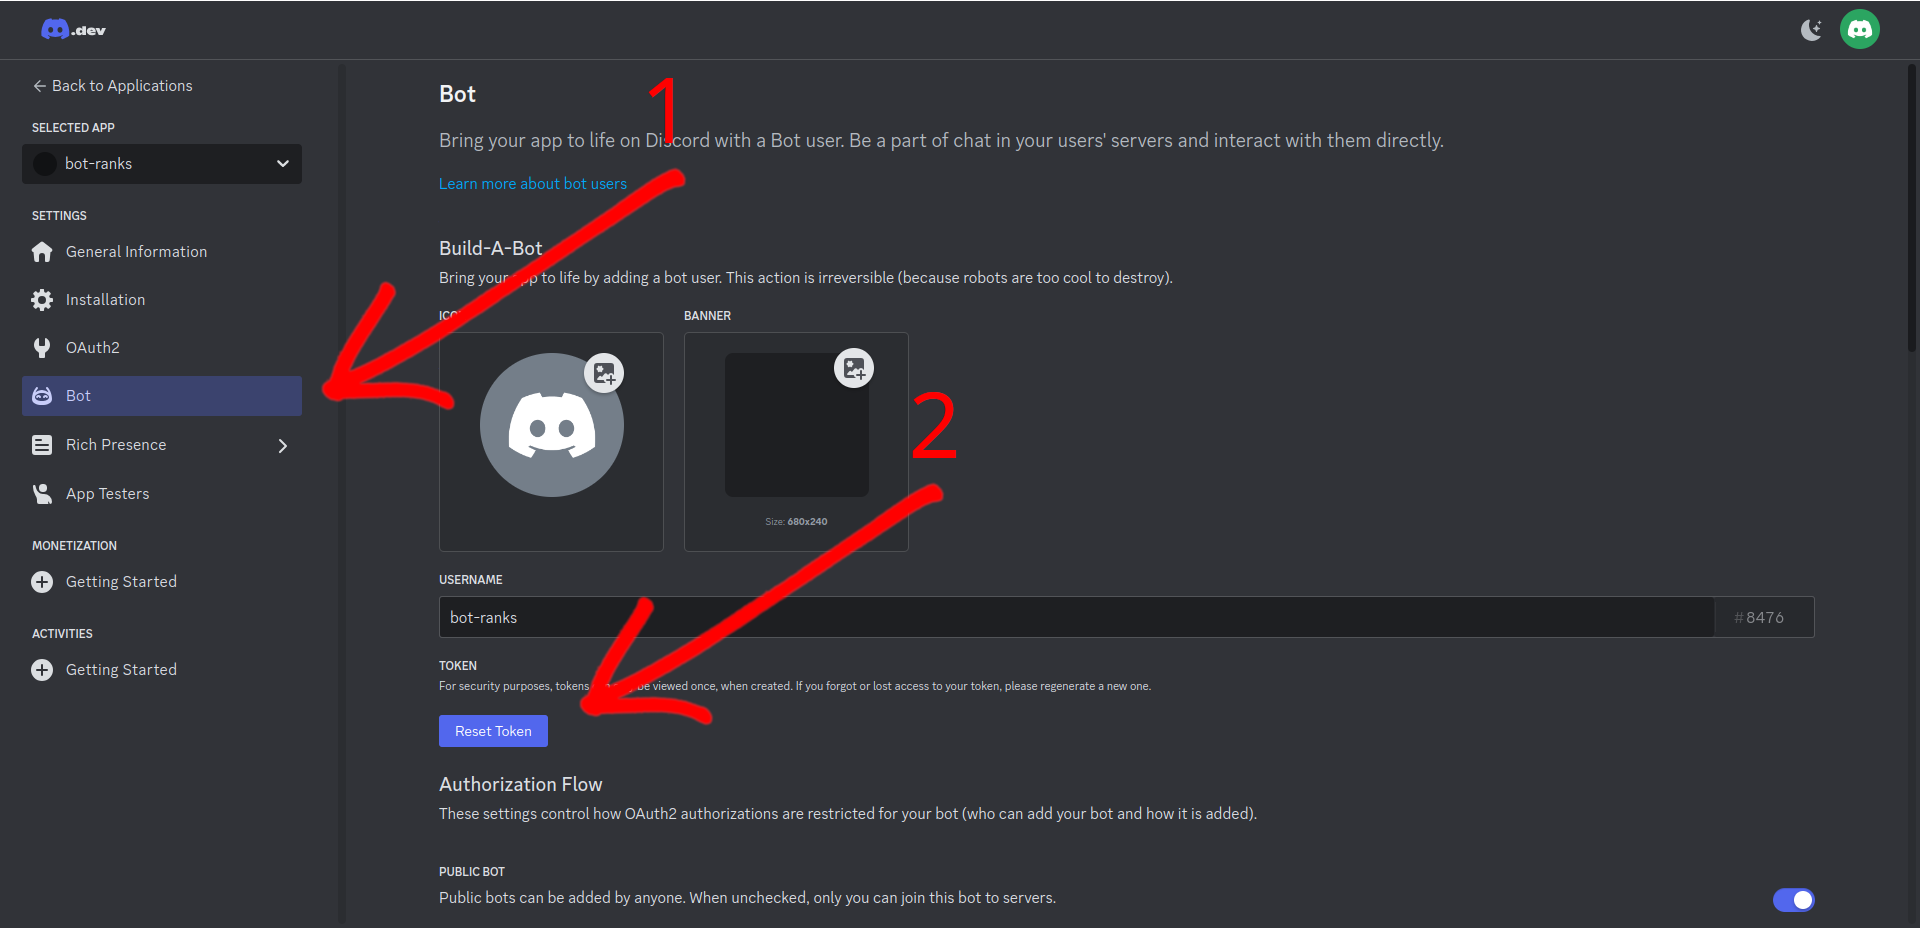 .dev
Back to Applications
SELECTED APP
bot-ranks
SETTINGS
General Information
Installation
OAuth2
Bot
Rich Presence
App Testers
MONETIZATION
Getting Started
ACTIVITIES
Getting Started
Bot
1
Bring your app to life on Discord with a Bot user. Be a part of chat in your users' servers and interact with them directly.
Learn more about bot users
Build-A-Bot
Bring your app to life by adding a bot user. This action is irreversible (because robots are too cool to destroy).
BANNER
Size: 680x240
2
USERNAME
bot-ranks
#8476
TOKEN
For security purposes, tokens be viewed once, when created. If you forgot or lost access to your token, please regenerate a new one.
Reset Token
Authorization Flow
These settings control how OAuth2 authorizations are restricted for your bot (who can add your bot and how it is added).
PUBLIC BOT
Public bots can be added by anyone. When unchecked, only you can join this bot to servers.